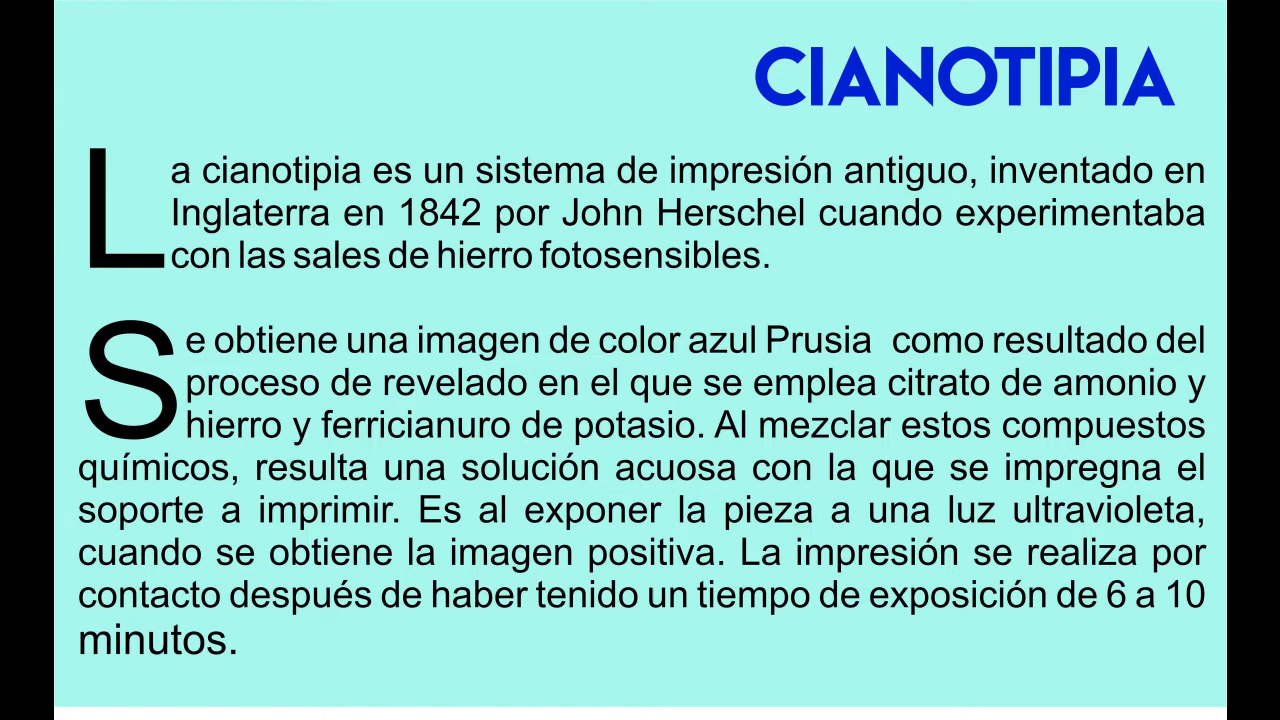 CIANOTIPIA
La cianotipia es un sistema de impresión antiguo, inventado en
Inglaterra en 1842 por John Herschel cuando experimentaba
con las sales de hierro fotosensibles.
Se obtiene una imagen de color azul Prusia  como resultado del
proceso de revelado en el que se emplea citrato de amonio y
hierro y ferricianuro de potasio. Al mezclar estos compuestos
químicos, resulta una solución acuosa con la que se impregna el
soporte a imprimir. Es al exponer la pieza a una luz ultravioleta,
cuando se obtiene la imagen positiva. La impresión se realiza por
contacto después de haber tenido un tiempo de exposición de 6 a 10
minutos.